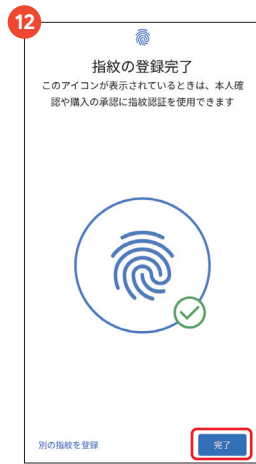 12
指紋の登録完了
このアイコンが表示されているときは、本人確
認や購入の承認に指紋認証を使用できます
別の指紋を登録
完了